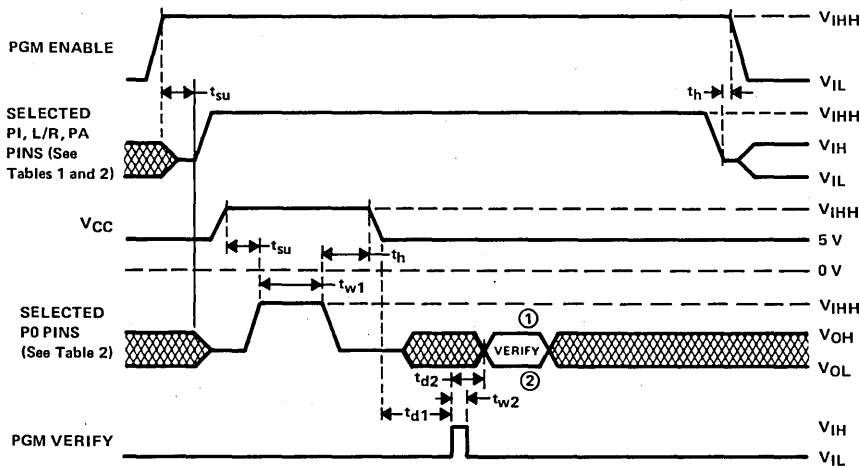 PGM ENABLE
VIHH
VIL
tsu
th
SELECTED
PI, L/R, PA
PINS (See
Tables 1 and 2)
VIHH
VIH
VIL
VCC
VIHH
5 V
0 V
tsu
th
tw1
SELECTED
PO PINS
(See Table 2)
VIHH
VOH
VOL
1
VERIFY
2
td2
tw2
td1
PGM VERIFY
VIH
VIL